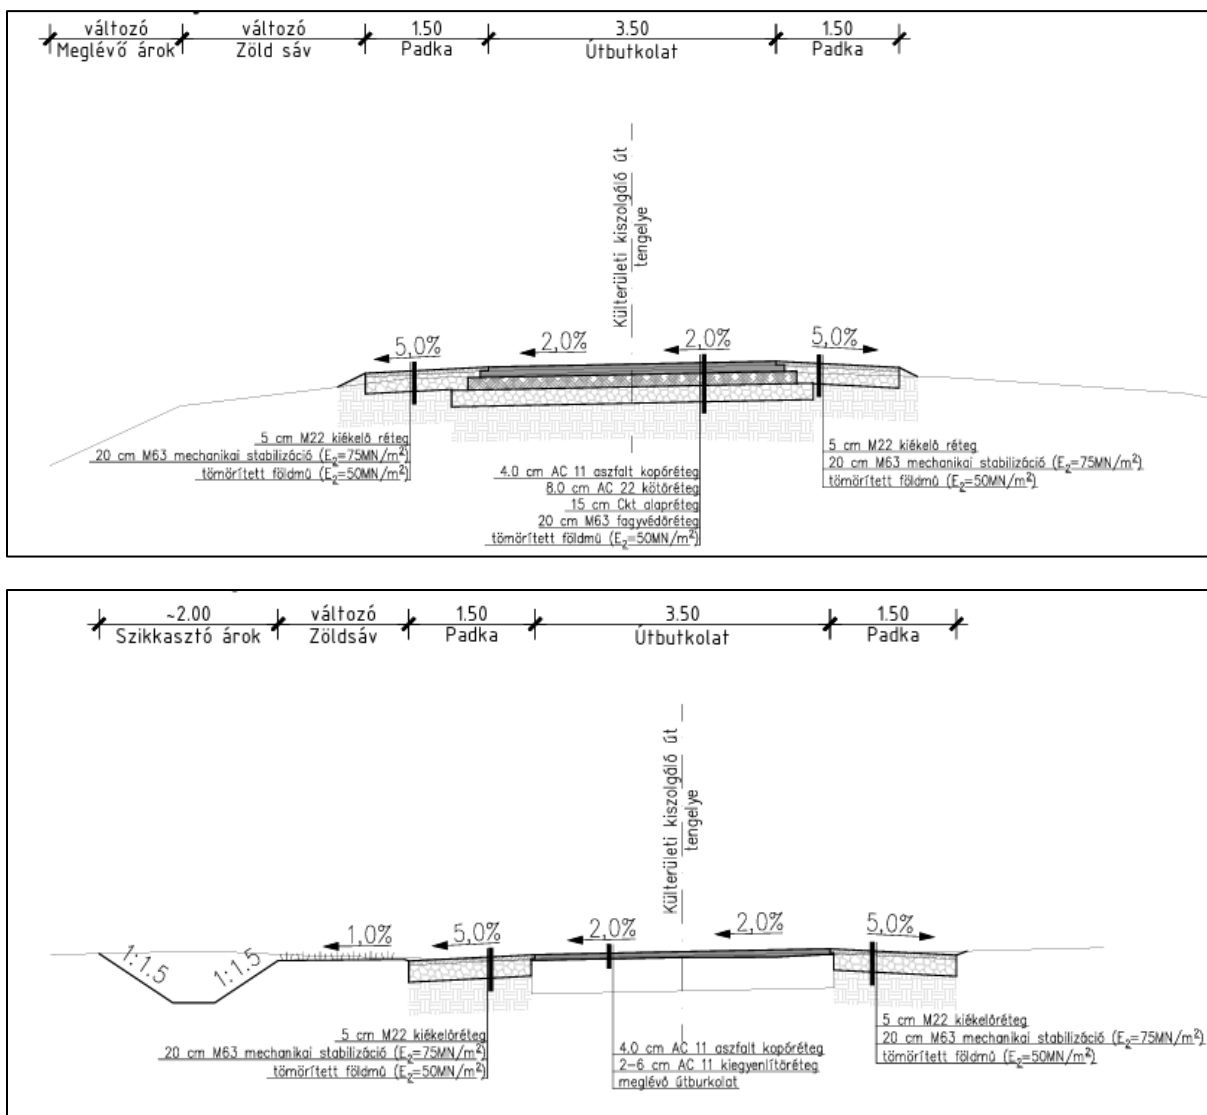 változó változó 1.50 3.50 1.50
Meglévő árok Zöld sáv Padka Útbutkolat Padka
Külterületi kiszolgáló út
tengelye
5,0% 2,0% 2,0% 5,0%
5 cm M22 kiékelő réteg
20 cm M63 mechanikai stabilizáció (E2=75MN/m²)
tömörített földmű (E2=50MN/m²)
4.0 cm AC 11 aszfalt kopóréteg
8.0 cm AC 22 kötőréteg
15 cm Ckt alapréteg
20 cm M63 fagyvédőréteg
tömörített földmű (E2=50MN/m²)
5 cm M22 kiékelő réteg
20 cm M63 mechanikai stabilizáció (E2=75MN/m²)
tömörített földmű (E2=50MN/m²)
~2.00 változó 1.50 3.50 1.50
Szikkasztó árok Zöldsáv Padka Útbutkolat Padka
Külterületi kiszolgáló út
tengelye
1:1.5 1:1.5 1,0% 5,0% 2,0% 2,0% 5,0%
5 cm M22 kiékelőréteg
20 cm M63 mechanikai stabilizáció (E2=75MN/m²)
tömörített földmű (E2=50MN/m²)
4.0 cm AC 11 aszfalt kopóréteg
2-6 cm AC 11 kiegyenlítőréteg
meglévő útburkolat
5 cm M22 kiékelőréteg
20 cm M63 mechanikai stabilizáció (E2=75MN/m²)
tömörített földmű (E2=50MN/m²)